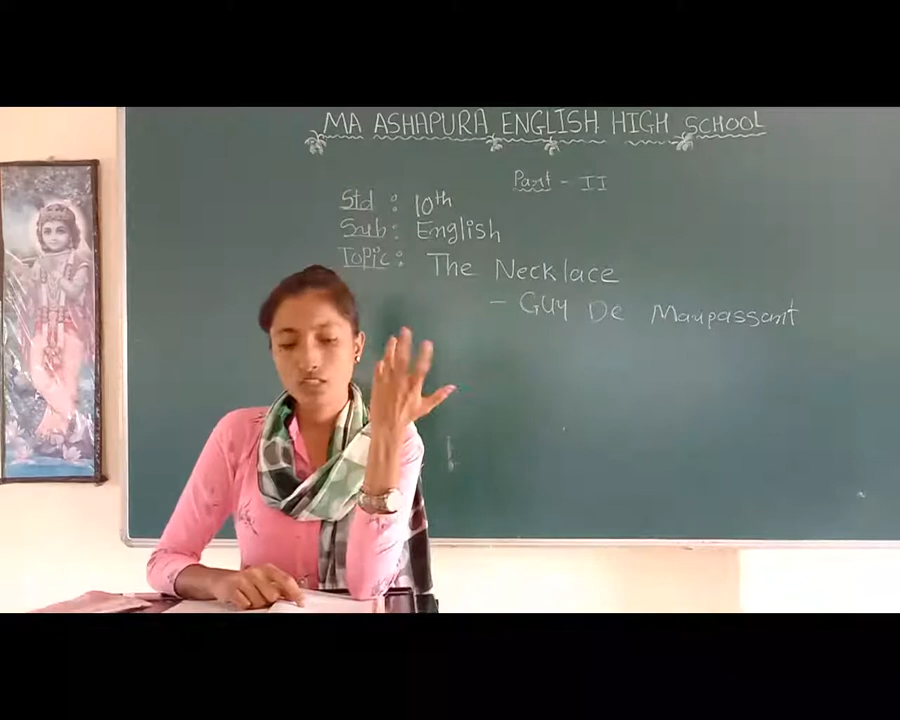 MA ASHAPURA ENGLISH HIGH SCHOOL
Part - II
Std : 10th
Sub : English
Topic : The Necklace
- Guy De Maupassant